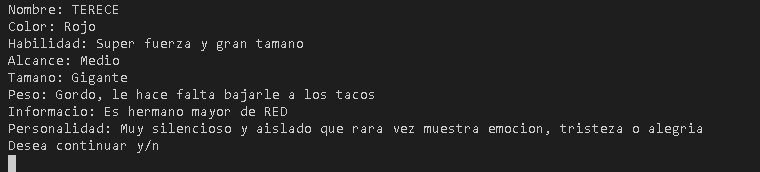 Nombre: TERECE
Color: Rojo
Habilidad: Super fuerza y gran tamano
Alcance: Medio
Tamano: Gigante
Peso: Gordo, le hace falta bajarle a los tacos
Informacio: Es hermano mayor de RED
Personalidad: Muy silencioso y aislado que rara vez muestra emocion, tristeza o alegria
Desea continuar y/n